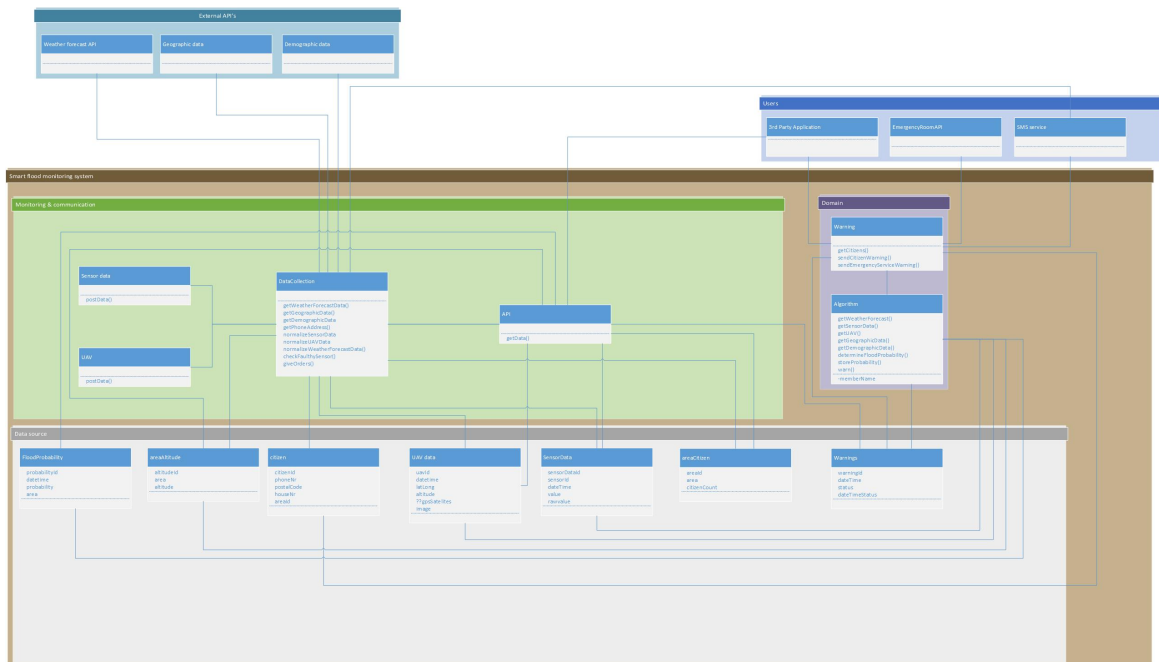 External API's
Weather forecast API
Geographic data
Demographic data
Users
3rd Party Application
EmergencyRoomAPI
SMS service
Smart flood monitoring system
Monitoring & communication
Sensor data
postData()
UAV
postData()
DataCollection
getWeatherForecastData()
getGeographicData()
getDemographicData
getPhoneAddress()
normalizeSensorData
normalizeUAVData
normalizeWeatherForecastData()
checkFaultySensor()
giveOrders()
API
getData()
Domain
Warning
getCitizens()
sendCitizenWarning()
sendEmergencyServiceWarning()
Algorithm
getWeatherForecast()
getSensorData()
getUAV()
getGeographicData()
getDemographicData()
determineFloodProbability()
storeProbability()
warn()
-memberName
Data source
FloodProbability
probabilityId
datetime
probability
area
areaAltitude
altitudeId
area
altitude
citizen
citizenId
phoneNr
postalCode
houseNr
areaId
UAV data
uavId
datetime
latLong
altitude
??gpsSatellites
image
SensorData
sensorDataId
sensorId
dateTime
value
rawvalue
areaCitizen
areaId
area
citizenCount
Warnings
warningId
dateTime
status
dateTimeStatus